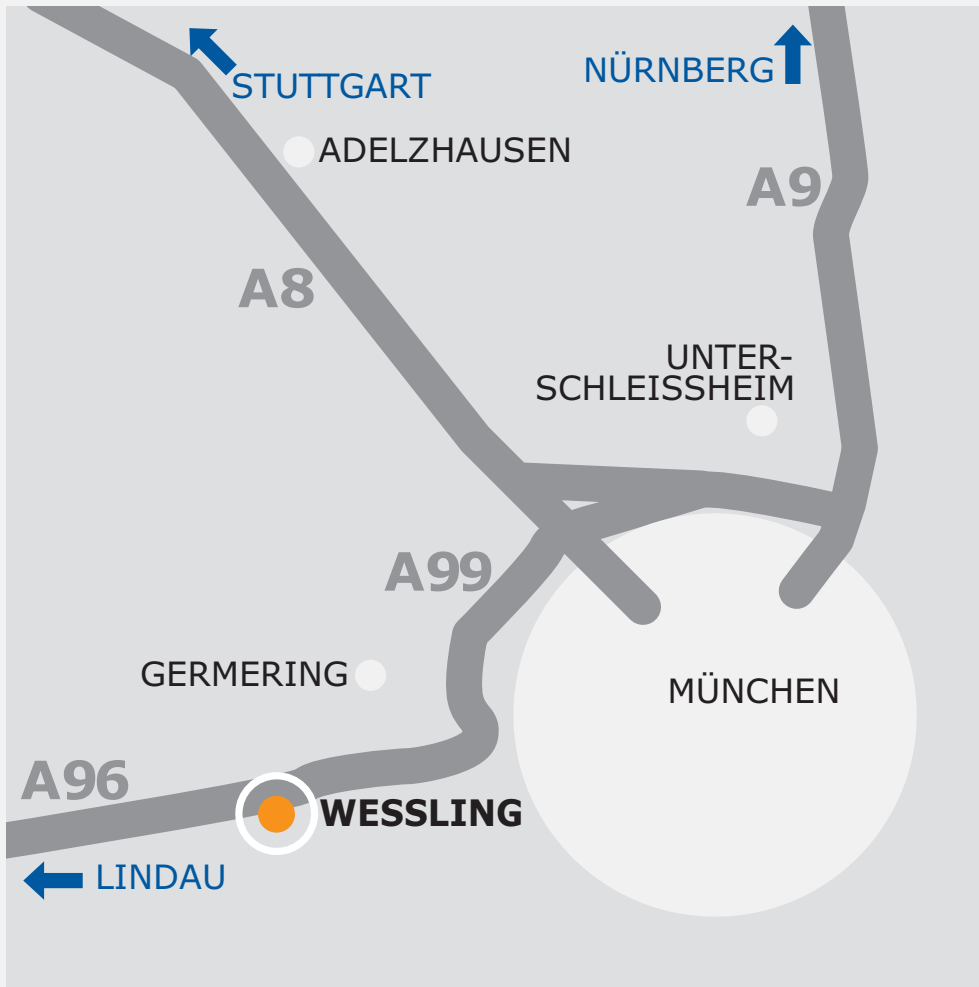 STUTTGART
NÜRNBERG
ADELZHAUSEN
A9
A8
UNTER-
SCHLEISSHEIM
A99
GERMERING
MÜNCHEN
A96
WESSLING
LINDAU